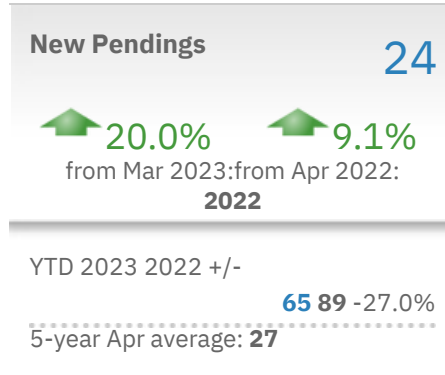 New Pendings
24
20.0% 9.1%
from Mar 2023:from Apr 2022:
2022
YTD 2023 2022 +/-
65 89 -27.0%
5-year Apr average: 27